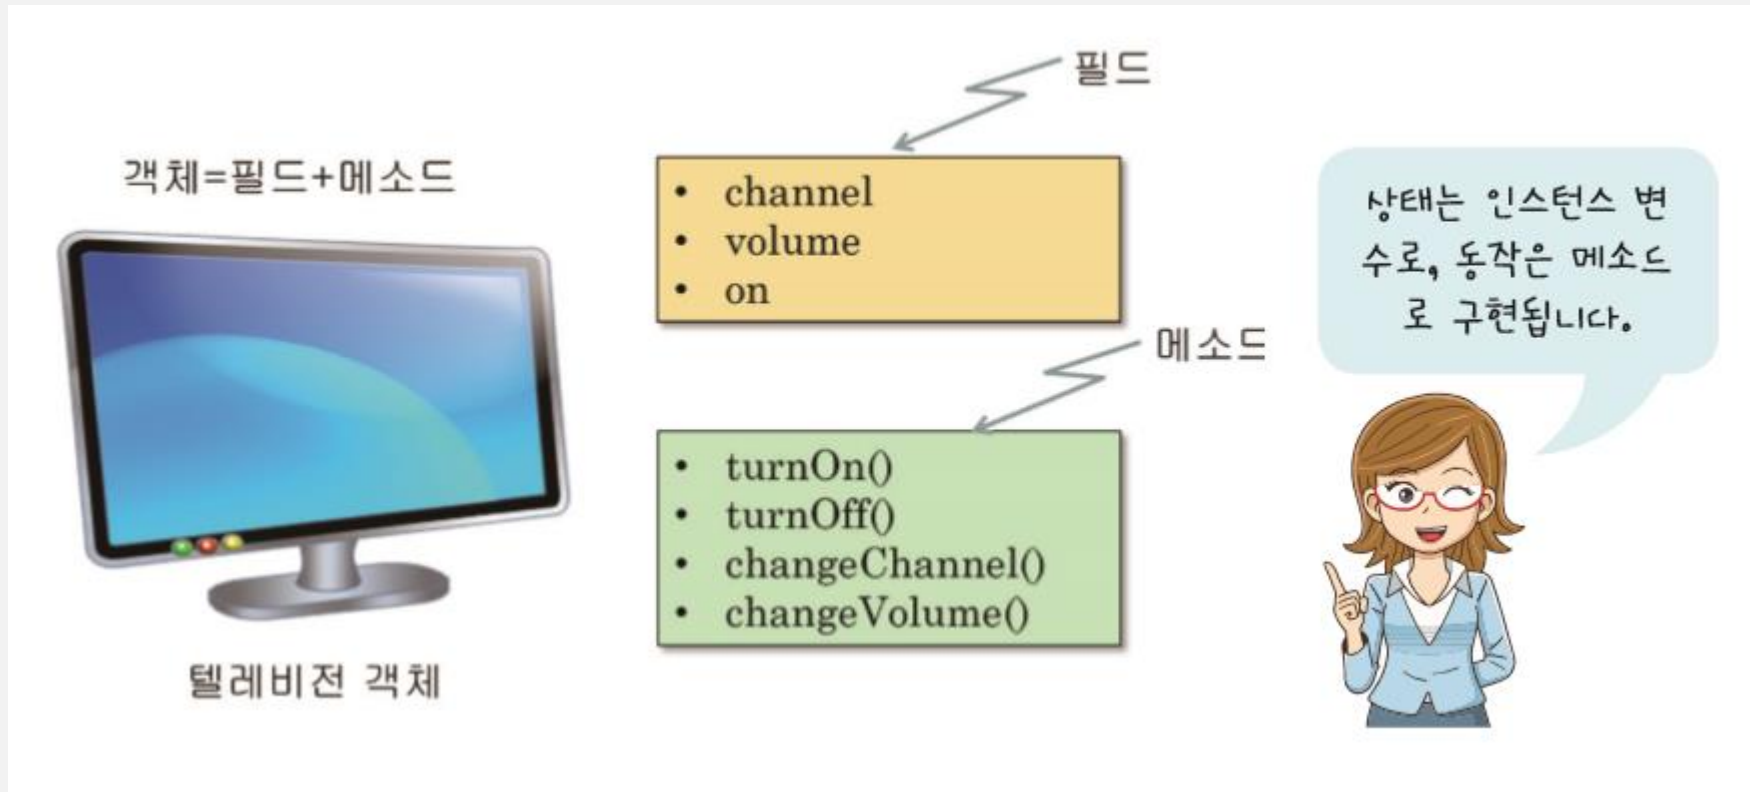 객체=필드+메소드
텔레비전 객체
필드
• channel
• volume
• on
메소드
• turnOn()
• turnOff()
• changeChannel()
• changeVolume()
상태는 인스턴스 변
수로, 동작은 메소드
로 구현됩니다.